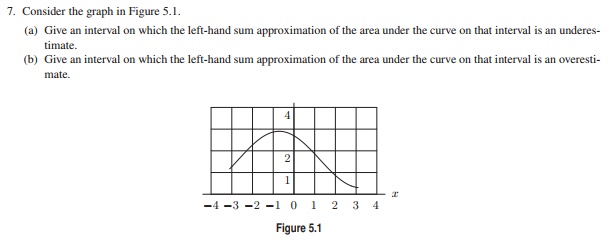 7. Consider the graph in Figure 5.1.
(a) Give an interval on which the left-hand sum approximation of the area under the curve on that interval is an underes-
timate.
(b) Give an interval on which the left-hand sum approximation of the area under the curve on that interval is an overesti-
mate.
4
2
1
x
−4 −3 −2 −1 0 1 2 3 4
Figure 5.1